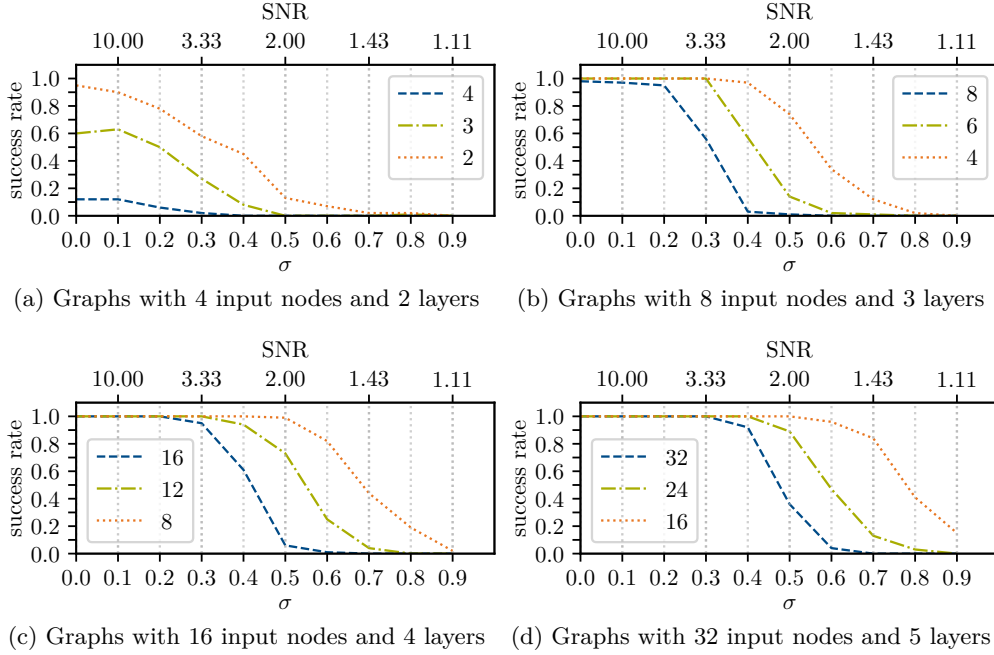 SNR
10.00 3.33 2.00 1.43 1.11
success rate
1.0
0.8
0.6
0.4
0.2
0.0
4
3
2
0.0 0.1 0.2 0.3 0.4 0.5 0.6 0.7 0.8 0.9
σ
(a) Graphs with 4 input nodes and 2 layers
SNR
10.00 3.33 2.00 1.43 1.11
success rate
1.0
0.8
0.6
0.4
0.2
0.0
8
6
4
0.0 0.1 0.2 0.3 0.4 0.5 0.6 0.7 0.8 0.9
σ
(b) Graphs with 8 input nodes and 3 layers
SNR
10.00 3.33 2.00 1.43 1.11
success rate
1.0
0.8
0.6
0.4
0.2
0.0
16
12
8
0.0 0.1 0.2 0.3 0.4 0.5 0.6 0.7 0.8 0.9
σ
(c) Graphs with 16 input nodes and 4 layers
SNR
10.00 3.33 2.00 1.43 1.11
success rate
1.0
0.8
0.6
0.4
0.2
0.0
32
24
16
0.0 0.1 0.2 0.3 0.4 0.5 0.6 0.7 0.8 0.9
σ
(d) Graphs with 32 input nodes and 5 layers